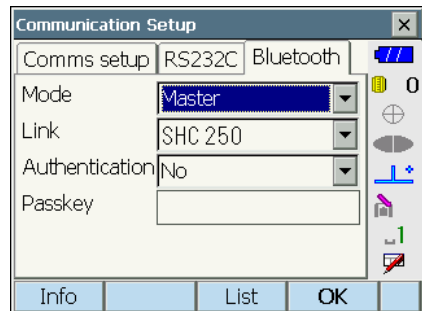 Communication Setup
Comms setup RS232C Bluetooth
0
Mode Master
Link SHC 250
Authentication No
Passkey
1
Info List OK